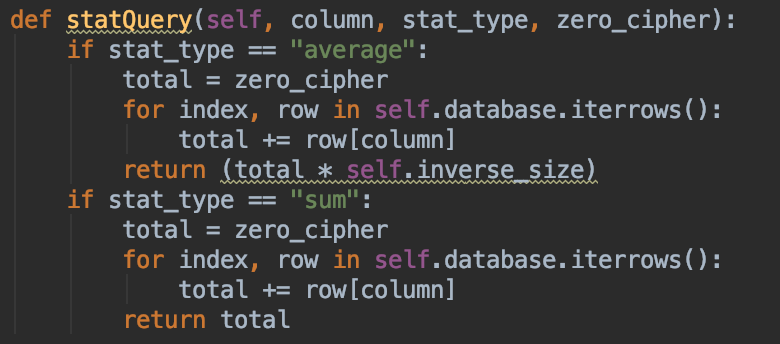 def statQuery(self, column, stat_type, zero_cipher):
    if stat_type == "average":
        total = zero_cipher
        for index, row in self.database.iterrows():
            total += row[column]
        return (total * self.inverse_size)
    if stat_type == "sum":
        total = zero_cipher
        for index, row in self.database.iterrows():
            total += row[column]
        return total